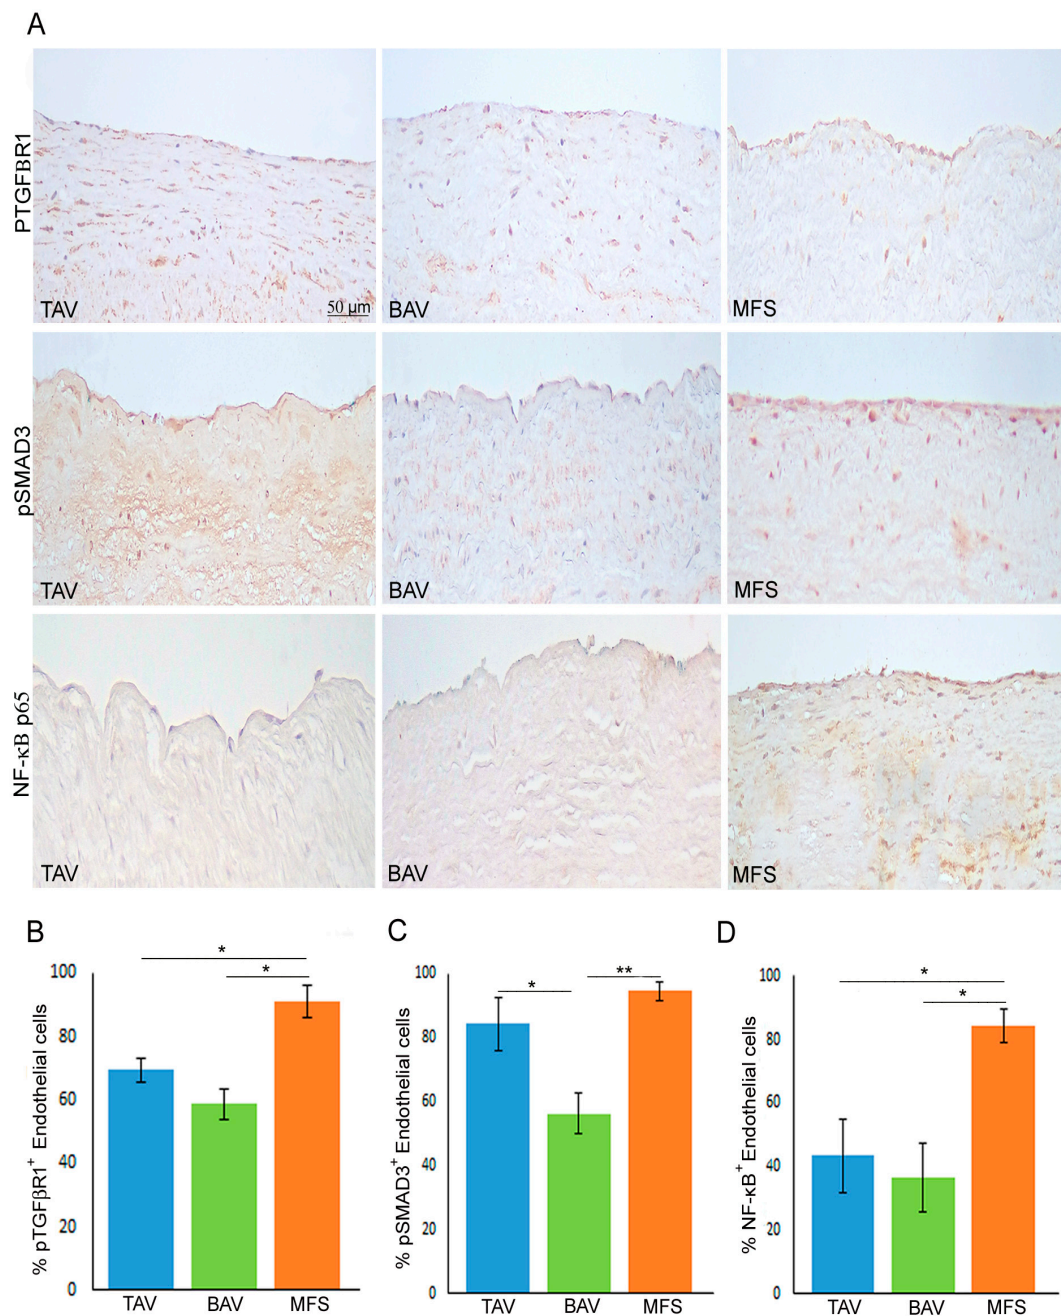 A
PTGFBR1
TAV
50 µm
BAV
MFS
pSMAD3
TAV
BAV
MFS
NF-κB p65
TAV
BAV
MFS
B
% pTGFβR1+ Endothelial cells
100
80
60
40
20
0
*
*
TAV
BAV
MFS
C
% pSMAD3+ Endothelial cells
100
80
60
40
20
0
*
**
TAV
BAV
MFS
D
% NF-κB+ Endothelial cells
100
80
60
40
20
0
*
*
TAV
BAV
MFS